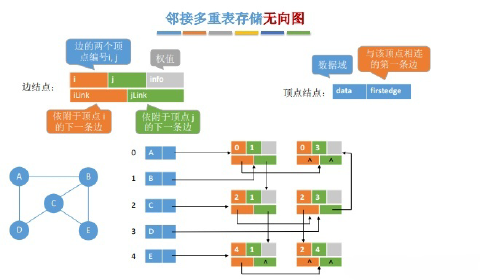 邻接多重表存储无向图
边的两个顶点编号i, j
权值
边结点：
i j info
iLink jLink
依附于顶点i的下一条边
依附于顶点j的下一条边
数据域
与该顶点相连的第一条边
顶点结点：
data firstedge
A B
C
D E
0 A
1 B
2 C
3 D
4 E
0 1
0 3
^ ^
2 1
2 3
4 1
^
2 4
^ ^